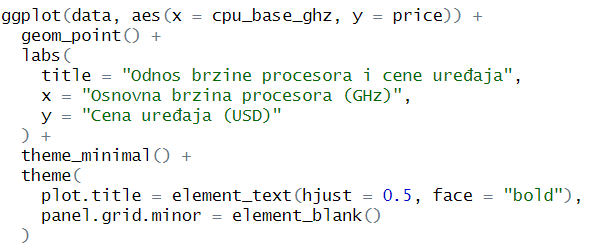 ggplot(data, aes(x = cpu_base_ghz, y = price)) +
  geom_point() +
  labs(
    title = "Odnos brzine procesora i cene uređaja",
    x = "Osnovna brzina procesora (GHz)",
    y = "Cena uređaja (USD)"
  ) +
  theme_minimal() +
  theme(
    plot.title = element_text(hjust = 0.5, face = "bold"),
    panel.grid.minor = element_blank()
  )